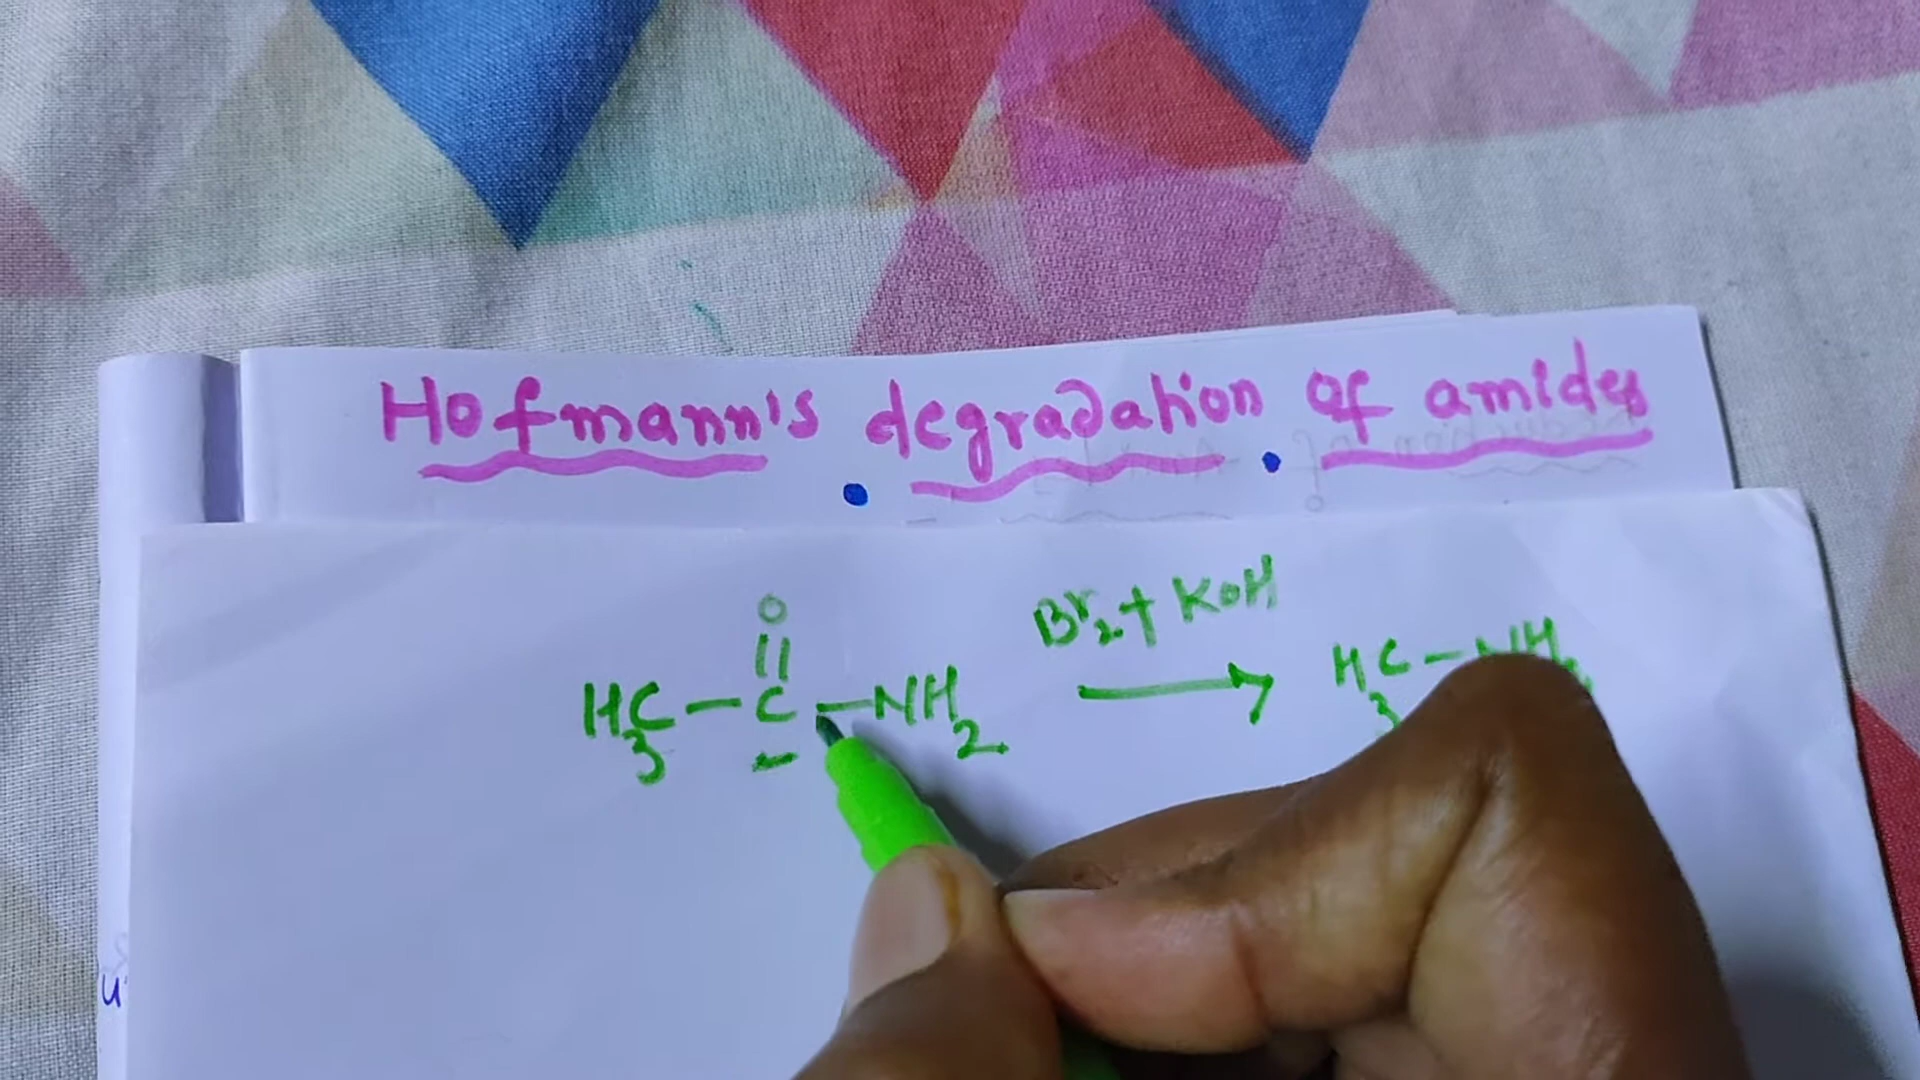 Hofmann's degradation of amides
O
||
H3C-C-NH2 Br2+KOH → H3C-NH2